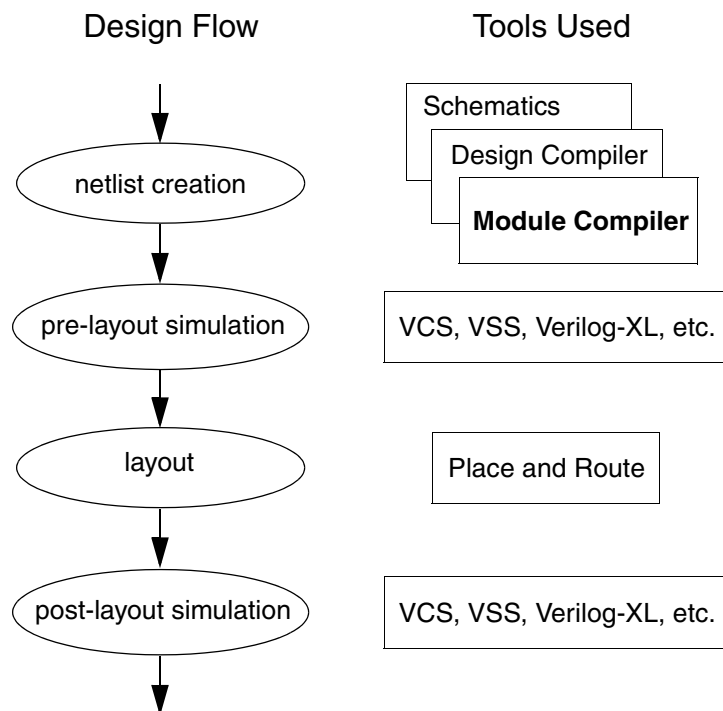 Design Flow
Tools Used
Schematics
Design Compiler
Module Compiler
netlist creation
pre-layout simulation
VCS, VSS, Verilog-XL, etc.
layout
Place and Route
post-layout simulation
VCS, VSS, Verilog-XL, etc.